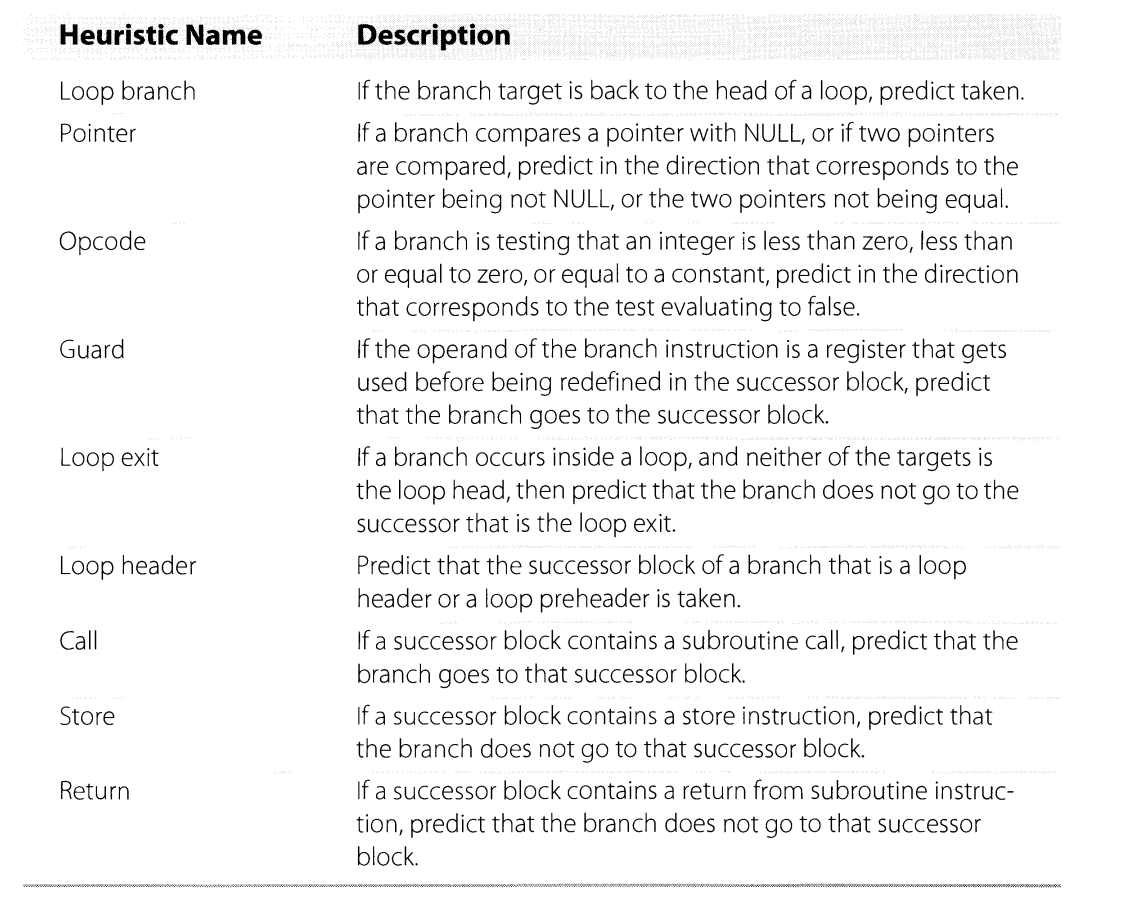 Heuristic Name Description
Loop branch If the branch target is back to the head of a loop, predict taken.
Pointer If a branch compares a pointer with NULL, or if two pointers
are compared, predict in the direction that corresponds to the
pointer being not NULL, or the two pointers not being equal.
Opcode If a branch is testing that an integer is less than zero, less than
or equal to zero, or equal to a constant, predict in the direction
that corresponds to the test evaluating to false.
Guard If the operand of the branch instruction is a register that gets
used before being redefined in the successor block, predict
that the branch goes to the successor block.
Loop exit If a branch occurs inside a loop, and neither of the targets is
the loop head, then predict that the branch does not go to the
successor that is the loop exit.
Loop header Predict that the successor block of a branch that is a loop
header or a loop preheader is taken.
Call If a successor block contains a subroutine call, predict that the
branch goes to that successor block.
Store If a successor block contains a store instruction, predict that
the branch does not go to that successor block.
Return If a successor block contains a return from subroutine instruc-
tion, predict that the branch does not go to that successor
block.